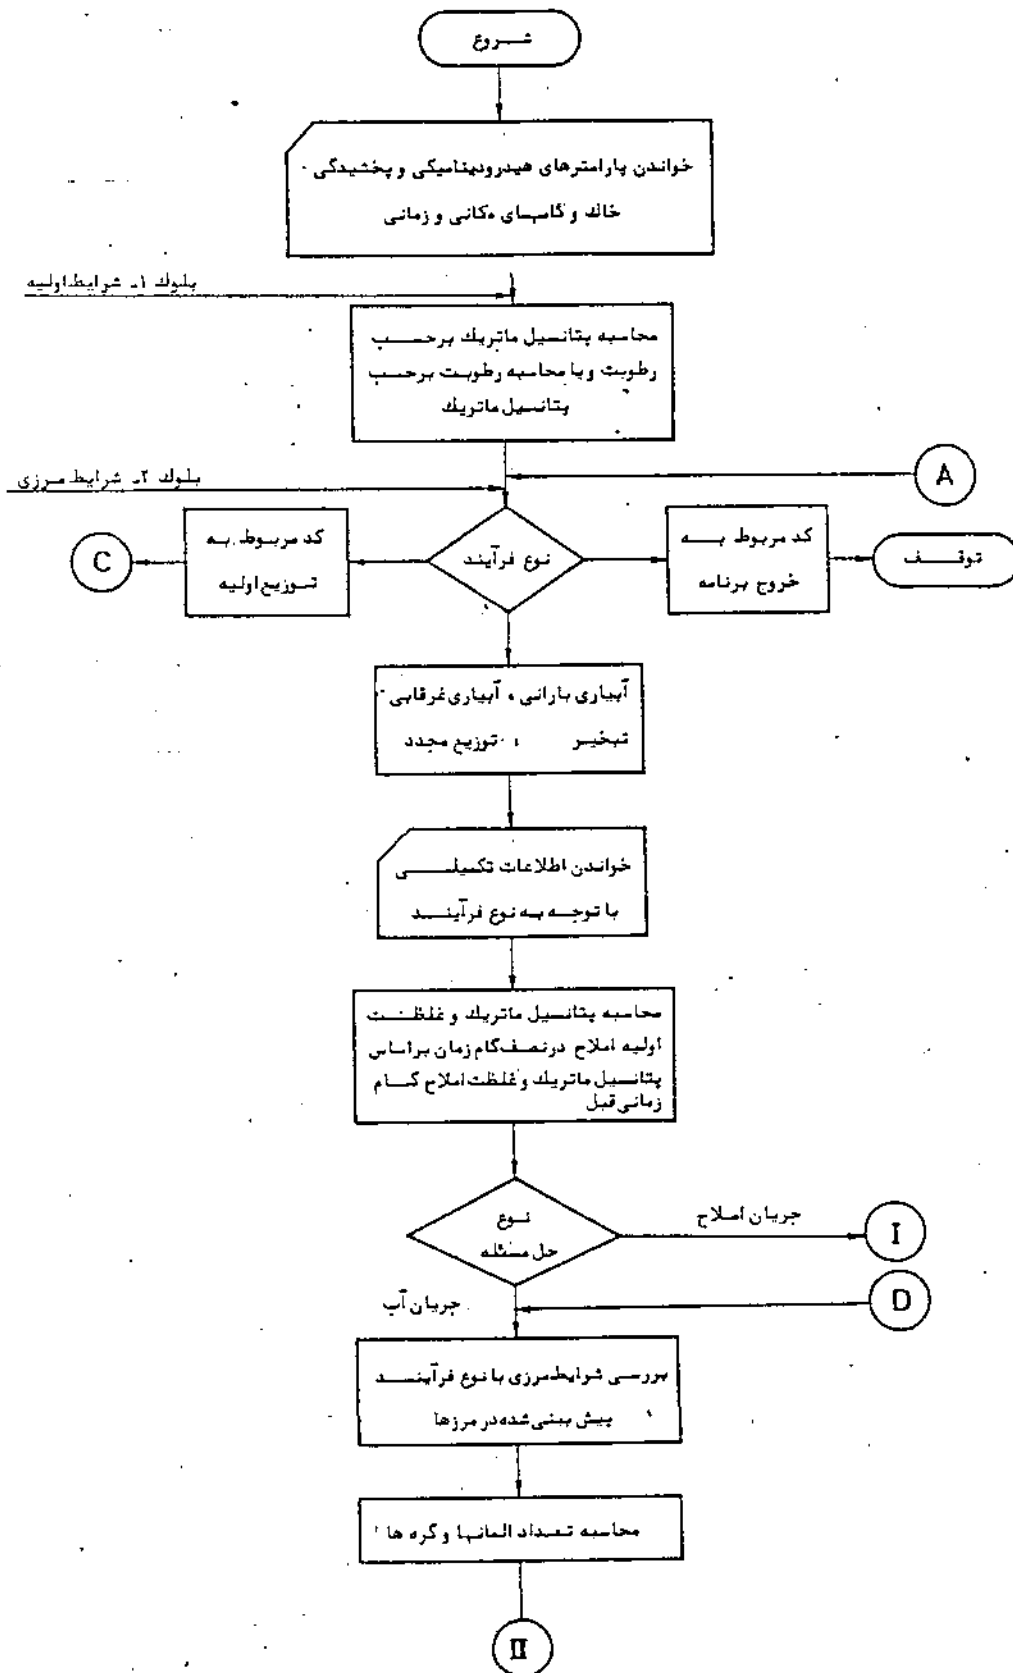 شروع
خواندن پارامترهای هیدرودینامیکی و پخشیدگی
خاک و گامهای مکانی و زمانی
بلوک ۱ـ شرایط اولیه
محاسبه پتانسیل ماتریک برحسب
رطوبت و یا محاسبه رطوبت برحسب
پتانسیل ماتریک
A
بلوک ۲ـ شرایط مرزی
کد مربوط به
خروج برنامه
توقف
نوع فرآیند
کد مربوط به
توزیع اولیه
C
آبیاری بارانی ، آبیاری غرقابی
تبخیر ، توزیع مجدد
خواندن اطلاعات تکمیلی
با توجه به نوع فرآیند
محاسبه پتانسیل ماتریک و غلظت
اولیه املاح درنصف گام زمان براساس
پتانسیل ماتریک و غلظت املاح گام
زمانی قبل
نوع
حل مسئله
جریان املاح
I
جریان آب
D
بررسی شرایط مرزی با نوع فرآیند
پیش بینی شده در مرزها
محاسبه تعداد المانها و گره ها
II